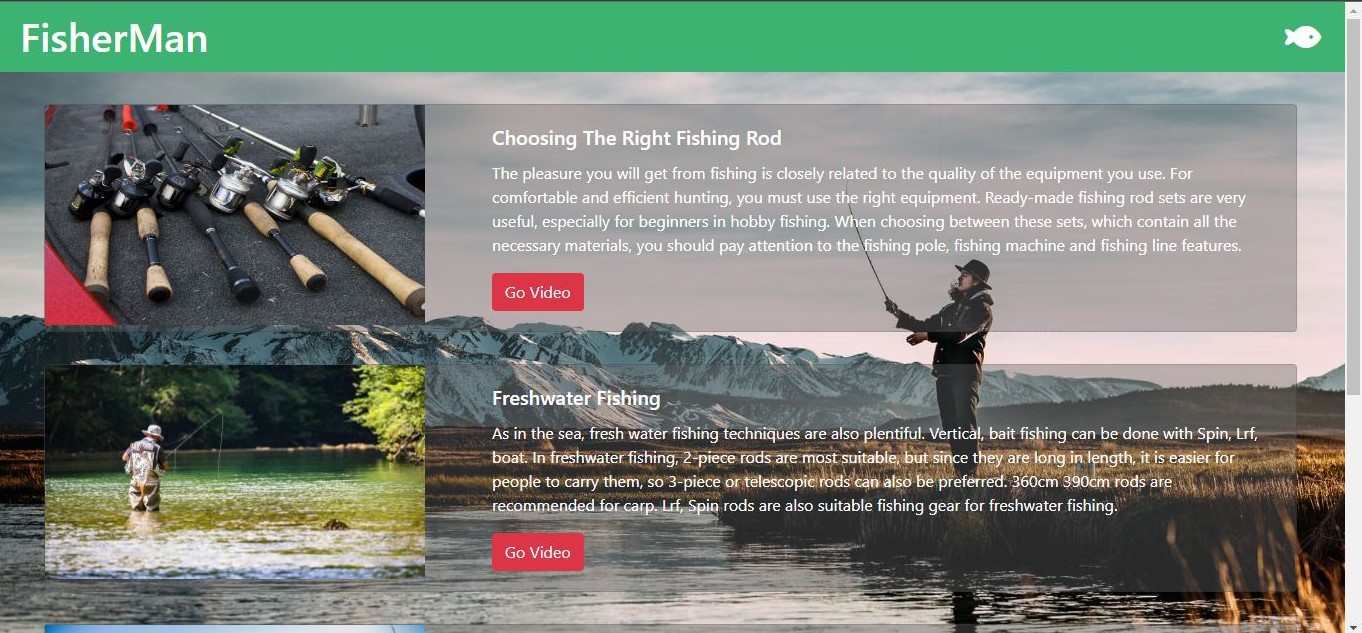 FisherMan
Choosing The Right Fishing Rod
The pleasure you will get from fishing is closely related to the quality of the equipment you use. For
comfortable and efficient hunting, you must use the right equipment. Ready-made fishing rod sets are very
useful, especially for beginners in hobby fishing. When choosing between these sets, which contain all the
necessary materials, you should pay attention to the fishing pole, fishing machine and fishing line features.
Go Video
Freshwater Fishing
As in the sea, fresh water fishing techniques are also plentiful. Vertical, bait fishing can be done with Spin, Lrf,
boat. In freshwater fishing, 2-piece rods are most suitable, but since they are long in length, it is easier for
people to carry them, so 3-piece or telescopic rods can also be preferred. 360cm 390cm rods are
recommended for carp. Lrf, Spin rods are also suitable fishing gear for freshwater fishing.
Go Video